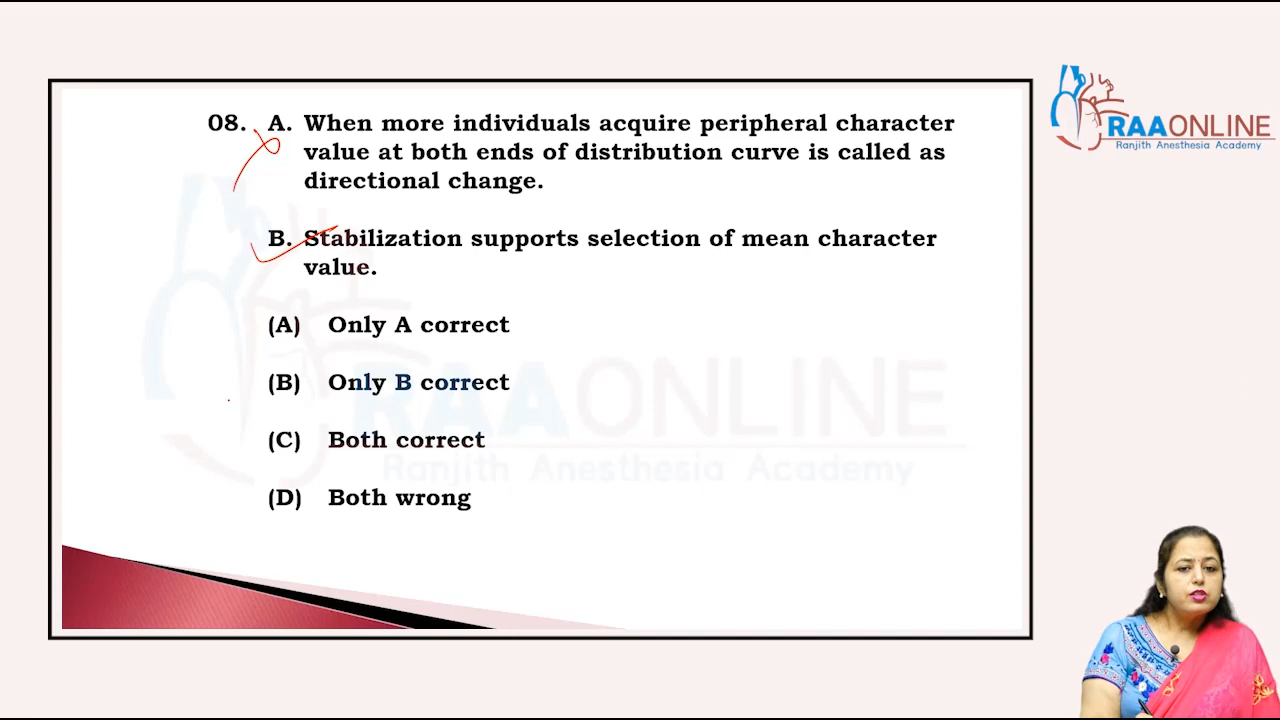 RAAONLINE
Ranjith Anesthesia Academy
08. A. When more individuals acquire peripheral character
value at both ends of distribution curve is called as
directional change.
B. Stabilization supports selection of mean character
value.
(A) Only A correct
(B) Only B correct
(C) Both correct
(D) Both wrong
RAAONLINE
Ranjith Anesthesia Academy